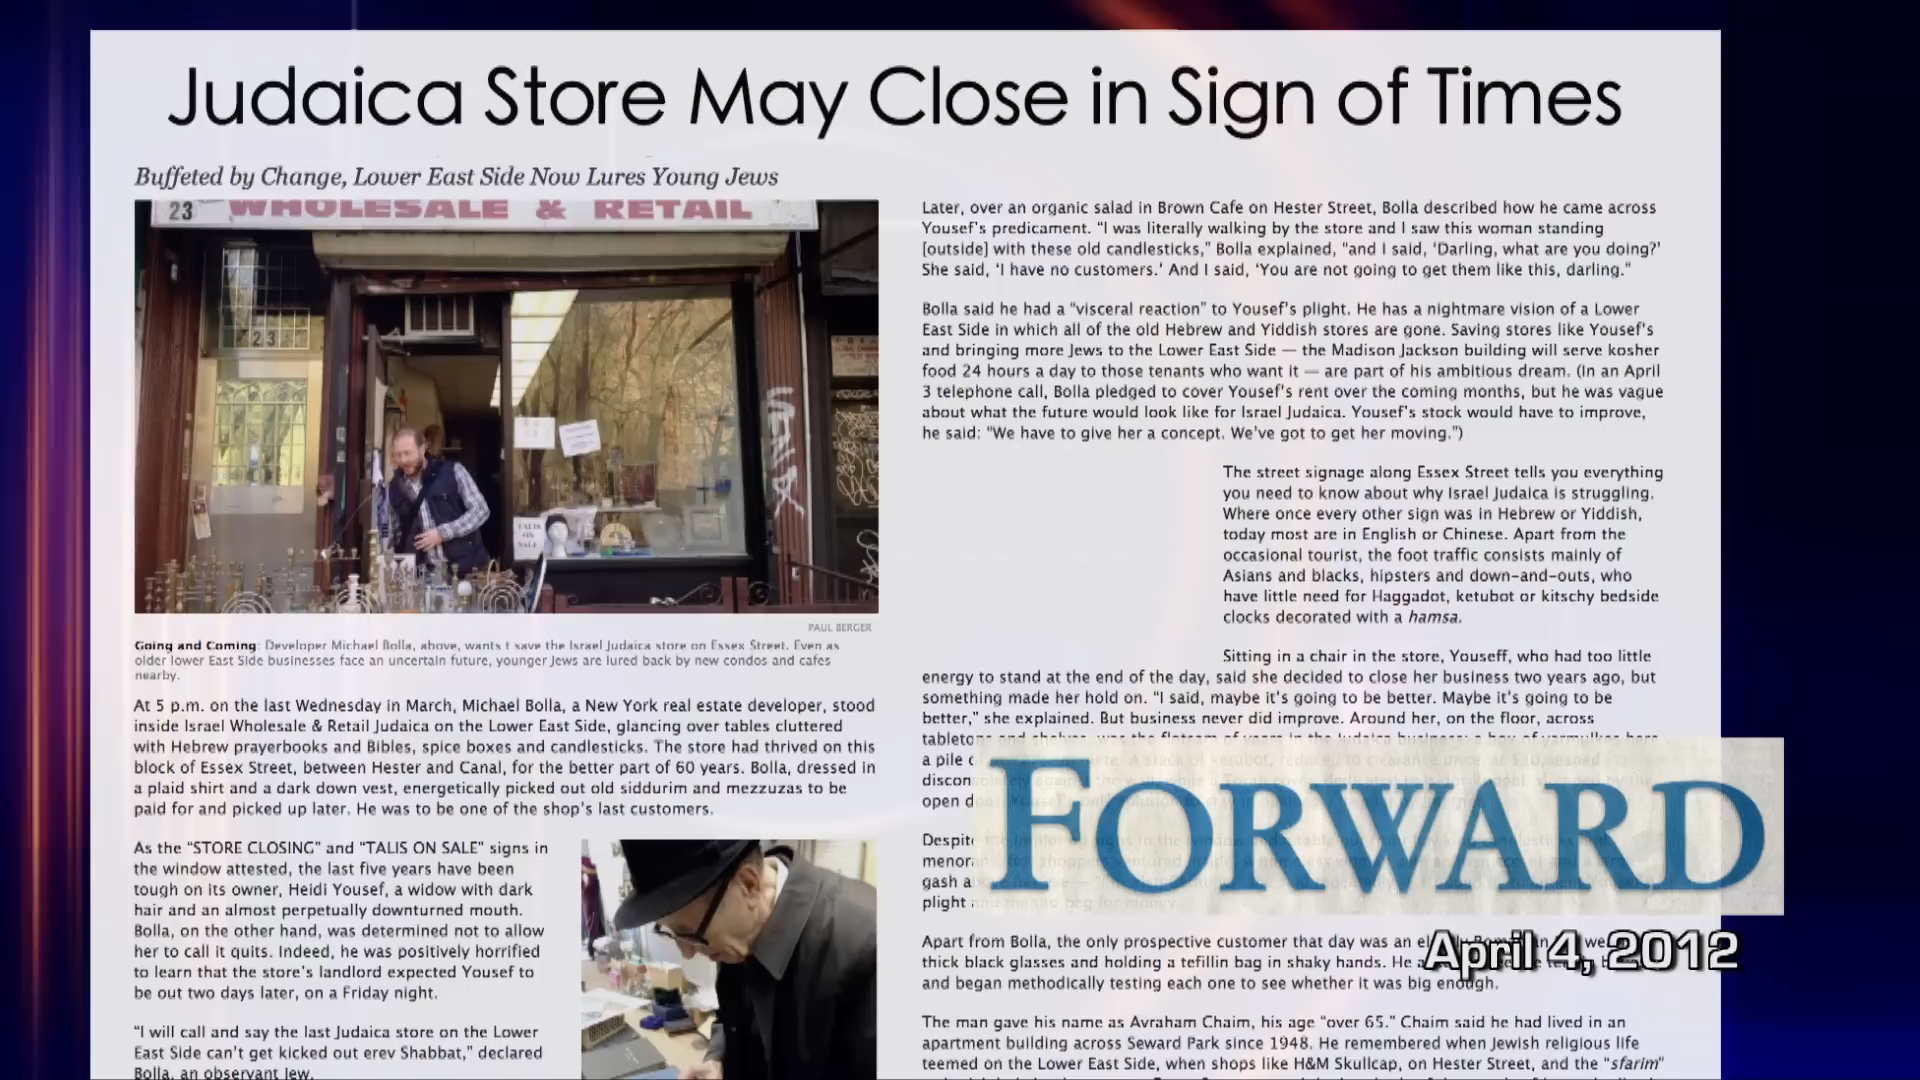 Judaica Store May Close in Sign of Times
Buffeted by Change, Lower East Side Now Lures Young Jews
23 WHOLESALE & RETAIL
23
TALIS
ON
SALE
PAUL BERGER
Going and Coming: Developer Michael Bolla, above, wants t save the Israel Judaica store on Essex Street. Even as
older lower East Side businesses face an uncertain future, younger Jews are lured back by new condos and cafes
nearby.
At 5 p.m. on the last Wednesday in March, Michael Bolla, a New York real estate developer, stood
inside Israel Wholesale & Retail Judaica on the Lower East Side, glancing over tables cluttered
with Hebrew prayerbooks and Bibles, spice boxes and candlesticks. The store had thrived on this
block of Essex Street, between Hester and Canal, for the better part of 60 years. Bolla, dressed in
a plaid shirt and a dark down vest, energetically picked out old siddurim and mezzuzas to be
paid for and picked up later. He was to be one of the shop's last customers.
As the “STORE CLOSING” and “TALIS ON SALE” signs in
the window attested, the last five years have been
tough on its owner, Heidi Yousef, a widow with dark
hair and an almost perpetually downturned mouth.
Bolla, on the other hand, was determined not to allow
her to call it quits. Indeed, he was positively horrified
to learn that the store's landlord expected Yousef to
be out two days later, on a Friday night.
“I will call and say the last Judaica store on the Lower
East Side can't get kicked out erev Shabbat,” declared
Bolla, an observant Jew.
Later, over an organic salad in Brown Cafe on Hester Street, Bolla described how he came across
Yousef's predicament. “I was literally walking by the store and I saw this woman standing
[outside] with these old candlesticks,” Bolla explained, “and I said, ‘Darling, what are you doing?’
She said, ‘I have no customers.’ And I said, ‘You are not going to get them like this, darling.”
Bolla said he had a “visceral reaction” to Yousef's plight. He has a nightmare vision of a Lower
East Side in which all of the old Hebrew and Yiddish stores are gone. Saving stores like Yousef's
and bringing more Jews to the Lower East Side — the Madison Jackson building will serve kosher
food 24 hours a day to those tenants who want it — are part of his ambitious dream. (In an April
3 telephone call, Bolla pledged to cover Yousef's rent over the coming months, but he was vague
about what the future would look like for Israel Judaica. Yousef's stock would have to improve,
he said: “We have to give her a concept. We've got to get her moving.”)
The street signage along Essex Street tells you everything
you need to know about why Israel Judaica is struggling.
Where once every other sign was in Hebrew or Yiddish,
today most are in English or Chinese. Apart from the
occasional tourist, the foot traffic consists mainly of
Asians and blacks, hipsters and down-and-outs, who
have little need for Haggadot, ketubot or kitschy bedside
clocks decorated with a hamsa.
Sitting in a chair in the store, Youseff, who had too little
energy to stand at the end of the day, said she decided to close her business two years ago, but
something made her hold on. “I said, maybe it's going to be better. Maybe it's going to be
better,” she explained. But business never did improve. Around her, on the floor, across
a pile
open
Despite
gash
plight
FORWARD
April 4, 2012
Apart from Bolla, the only prospective customer that day was an
thick black glasses and holding a tefillin bag in shaky hands. He
and began methodically testing each one to see whether it was big enough.
The man gave his name as Avraham Chaim, his age “over 65.” Chaim said he had lived in an
apartment building across Seward Park since 1948. He remembered when Jewish religious life
teemed on the Lower East Side, when shops like H&M Skullcap, on Hester Street, and the “sfarim”